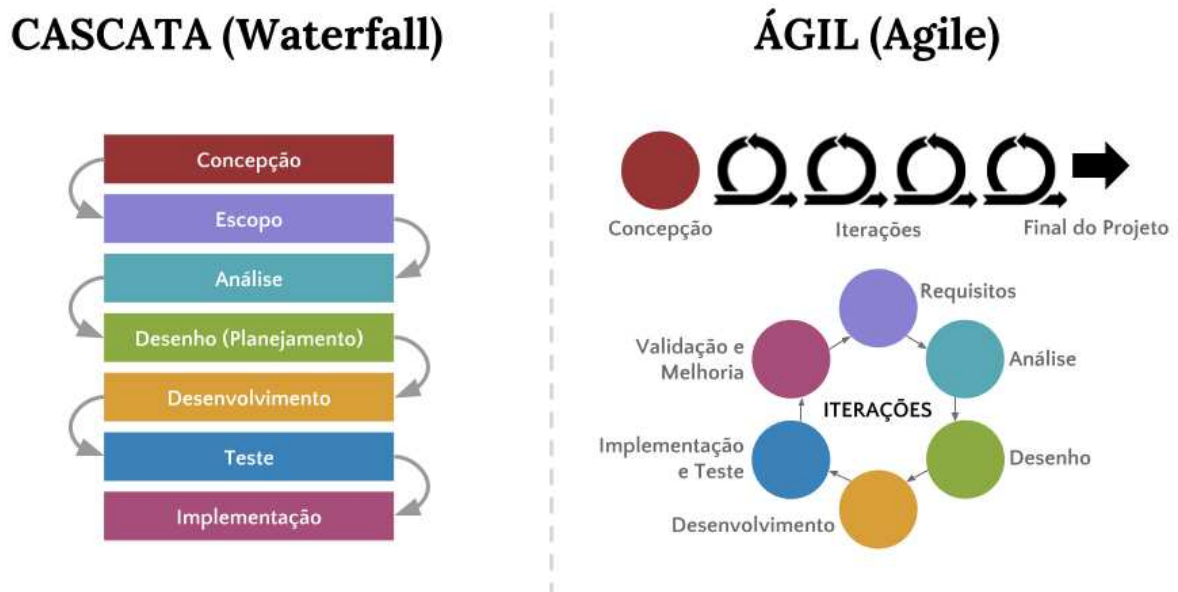 CASCATA (Waterfall)
Concepção
Escopo
Análise
Desenho (Planejamento)
Desenvolvimento
Teste
Implementação
ÁGIL (Agile)
Concepção
Iterações
Final do Projeto
Requisitos
Validação e
Melhoria
Análise
ITERAÇÕES
Implementação
e Teste
Desenho
Desenvolvimento